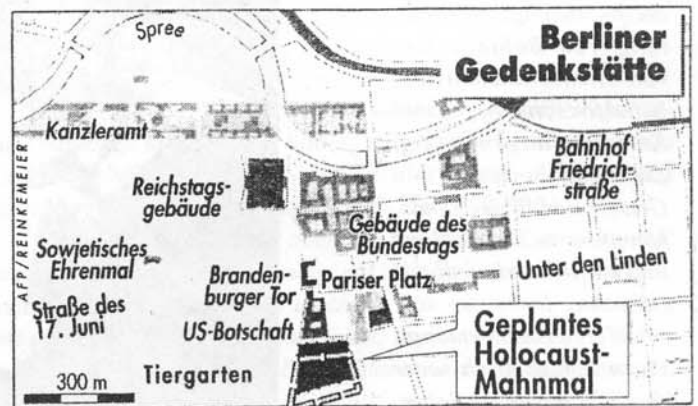 Spree
Berliner
Gedenkstätte
Kanzleramt
Bahnhof
Friedrich-
straße
Reichstags-
gebäude
Gebäude des
Bundestags
Sowjetisches
Ehrenmal
Unter den Linden
Branden-
burger Tor
Pariser Platz
Straße des
17. Juni
US-Botschaft
Geplantes
Holocaust-
Mahnmal
Tiergarten
300 m
AFP/REINKEMEIER